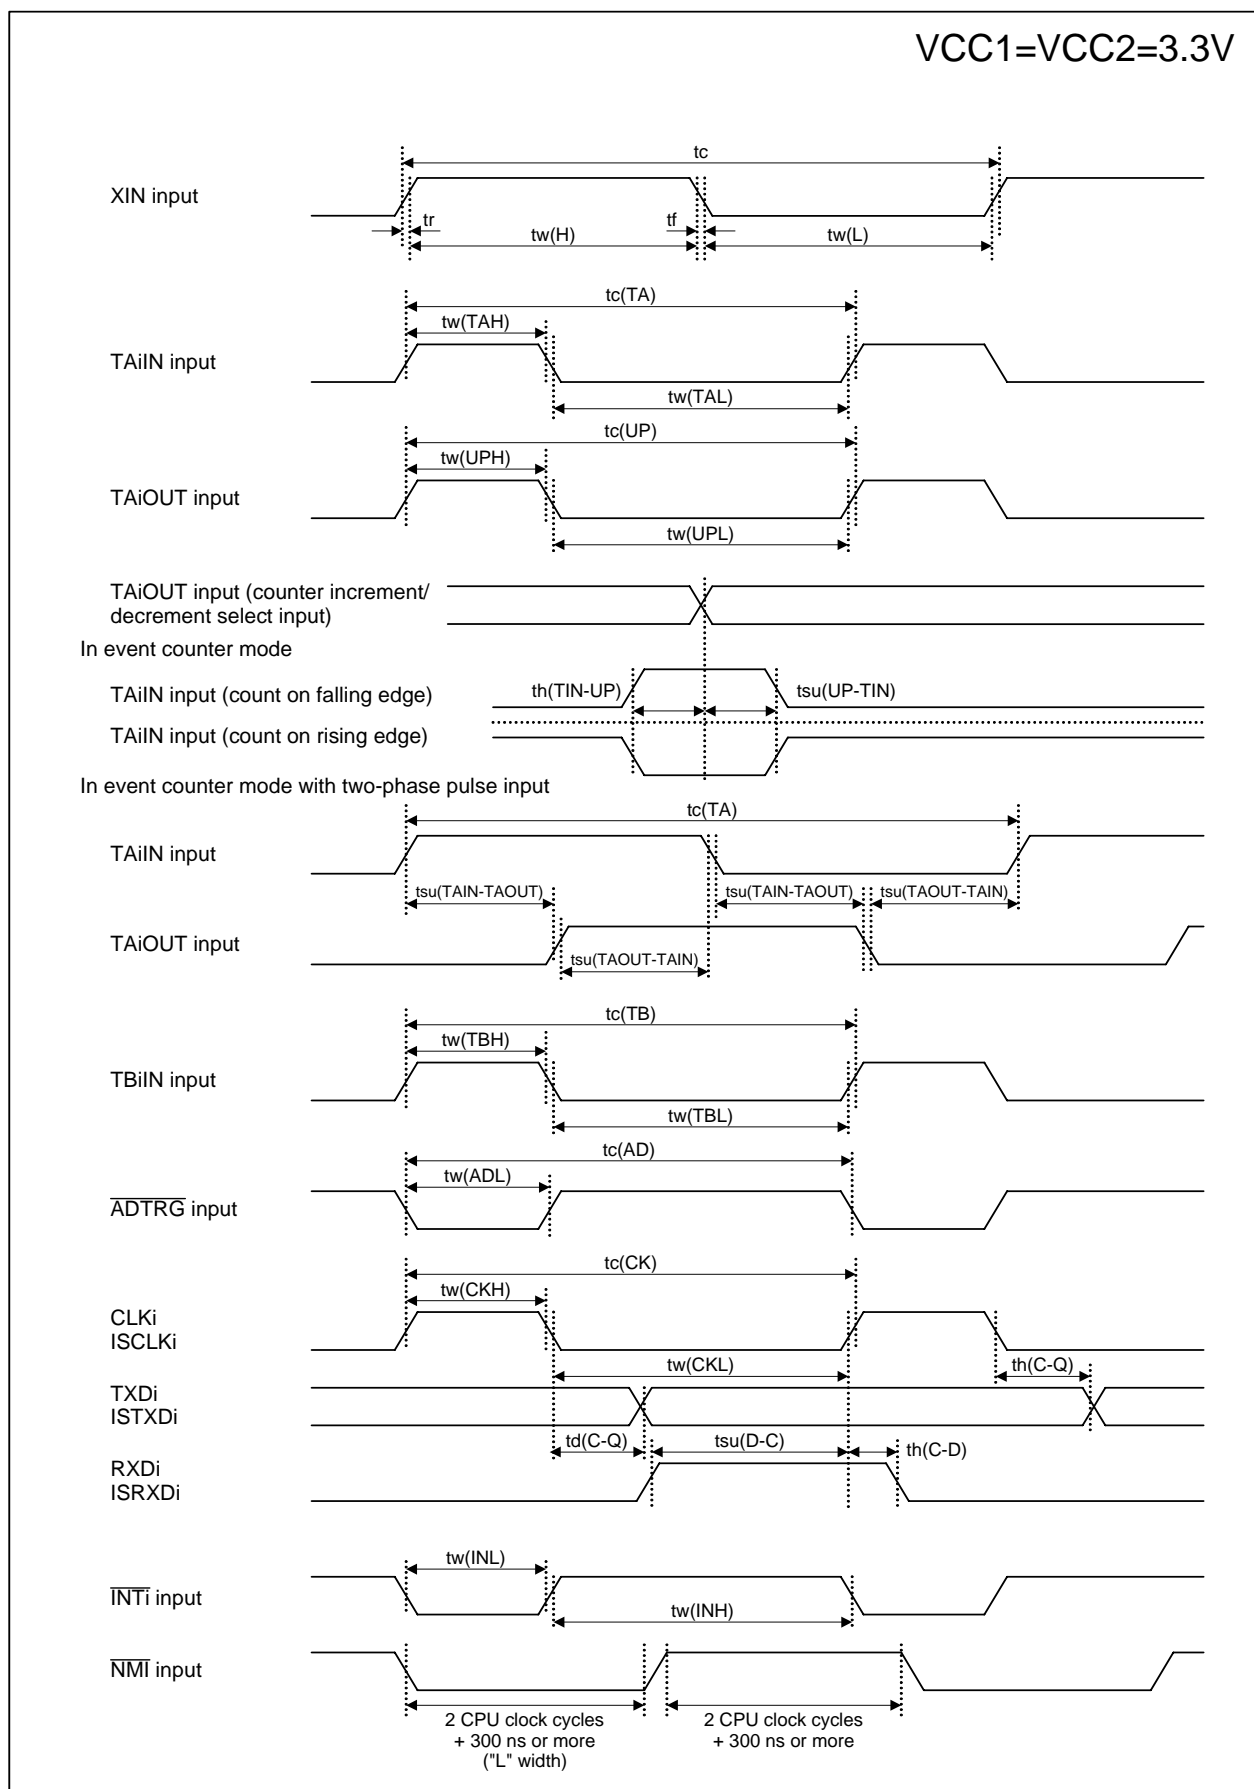 VCC1=VCC2=3.3V
tc
XIN input
tr
tf
tw(H)
tw(L)
tc(TA)
tw(TAH)
TAiIN input
tw(TAL)
tc(UP)
tw(UPH)
TAiOUT input
tw(UPL)
TAiOUT input (counter increment/
decrement select input)
In event counter mode
TAiIN input (count on falling edge)
th(TIN-UP)
tsu(UP-TIN)
TAiIN input (count on rising edge)
In event counter mode with two-phase pulse input
tc(TA)
TAiIN input
tsu(TAIN-TAOUT)
tsu(TAIN-TAOUT)
tsu(TAOUT-TAIN)
TAiOUT input
tsu(TAOUT-TAIN)
tc(TB)
tw(TBH)
TBiIN input
tw(TBL)
tc(AD)
tw(ADL)
ADTRG input
tc(CK)
tw(CKH)
CLKi
ISCLKi
tw(CKL)
th(C-Q)
TXDi
ISTXDi
td(C-Q)
tsu(D-C)
th(C-D)
RXDi
ISRXDi
tw(INL)
INTi input
tw(INH)
NMI input
2 CPU clock cycles
+ 300 ns or more
("L" width)
2 CPU clock cycles
+ 300 ns or more